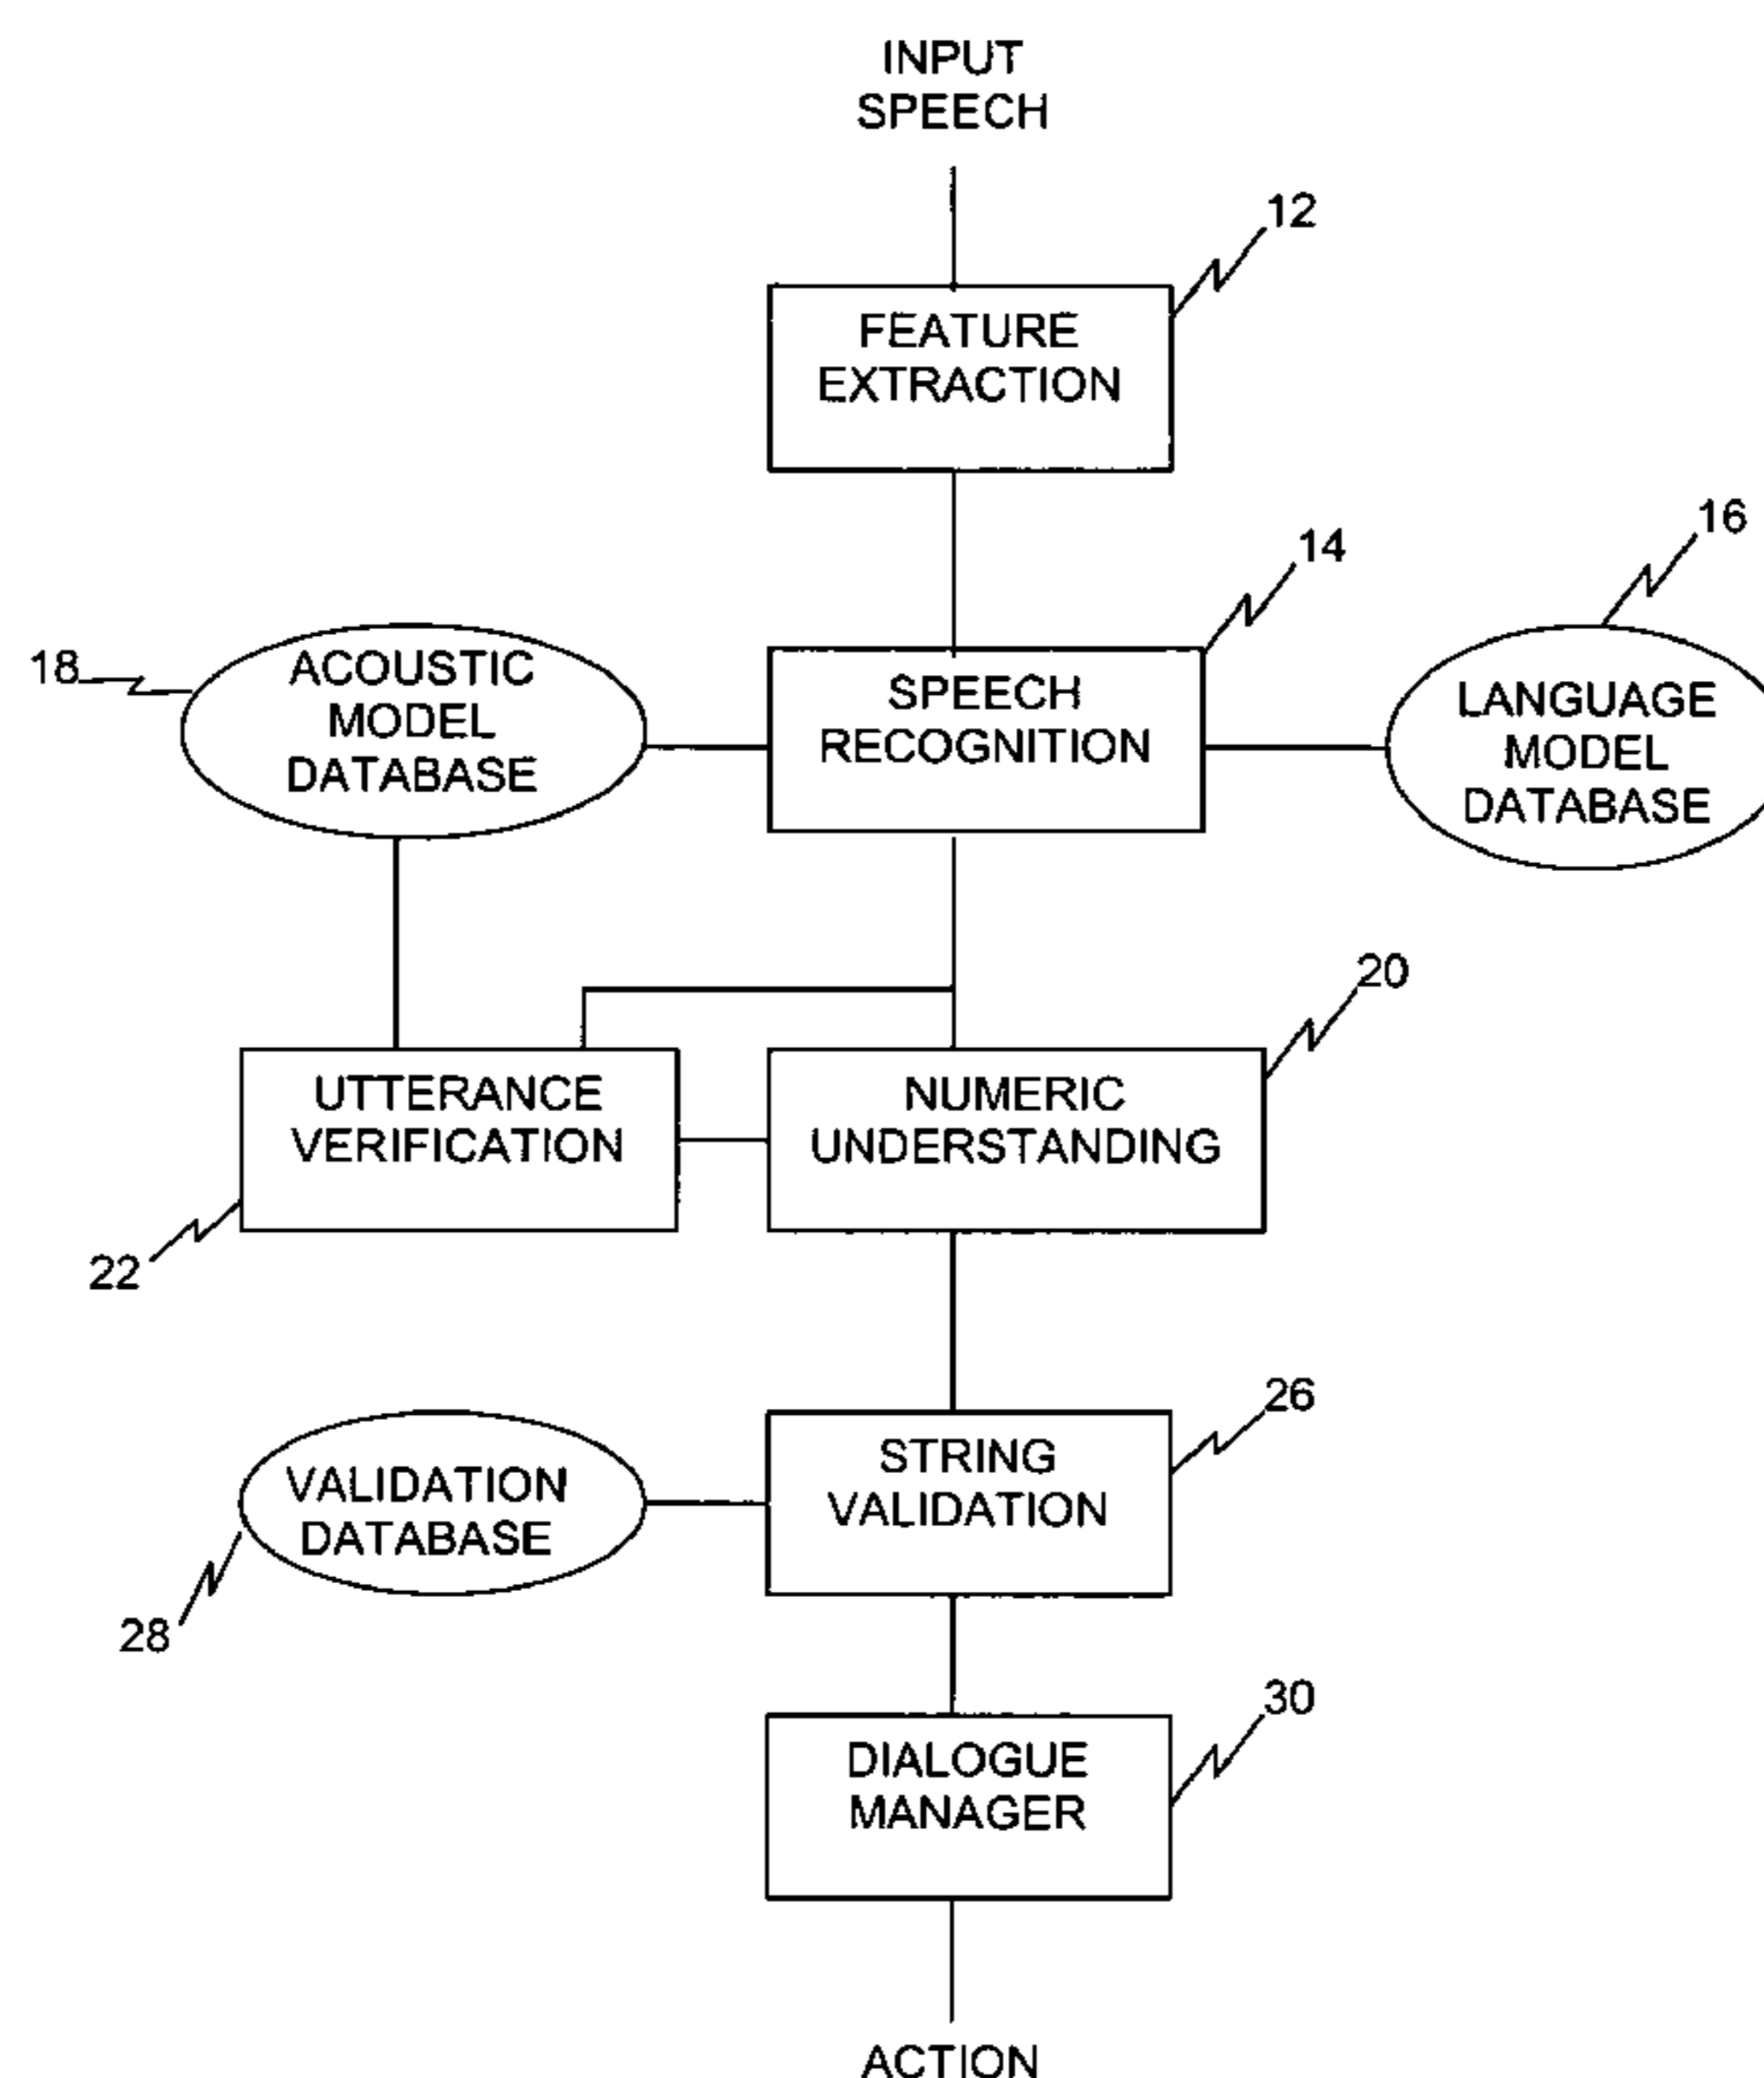 INPUT
SPEECH
12
FEATURE
EXTRACTION
14
16
18
ACOUSTIC
MODEL
DATABASE
SPEECH
RECOGNITION
LANGUAGE
MODEL
DATABASE
20
UTTERANCE
VERIFICATION
NUMERIC
UNDERSTANDING
22
26
VALIDATION
DATABASE
STRING
VALIDATION
28
30
DIALOGUE
MANAGER
ACTION